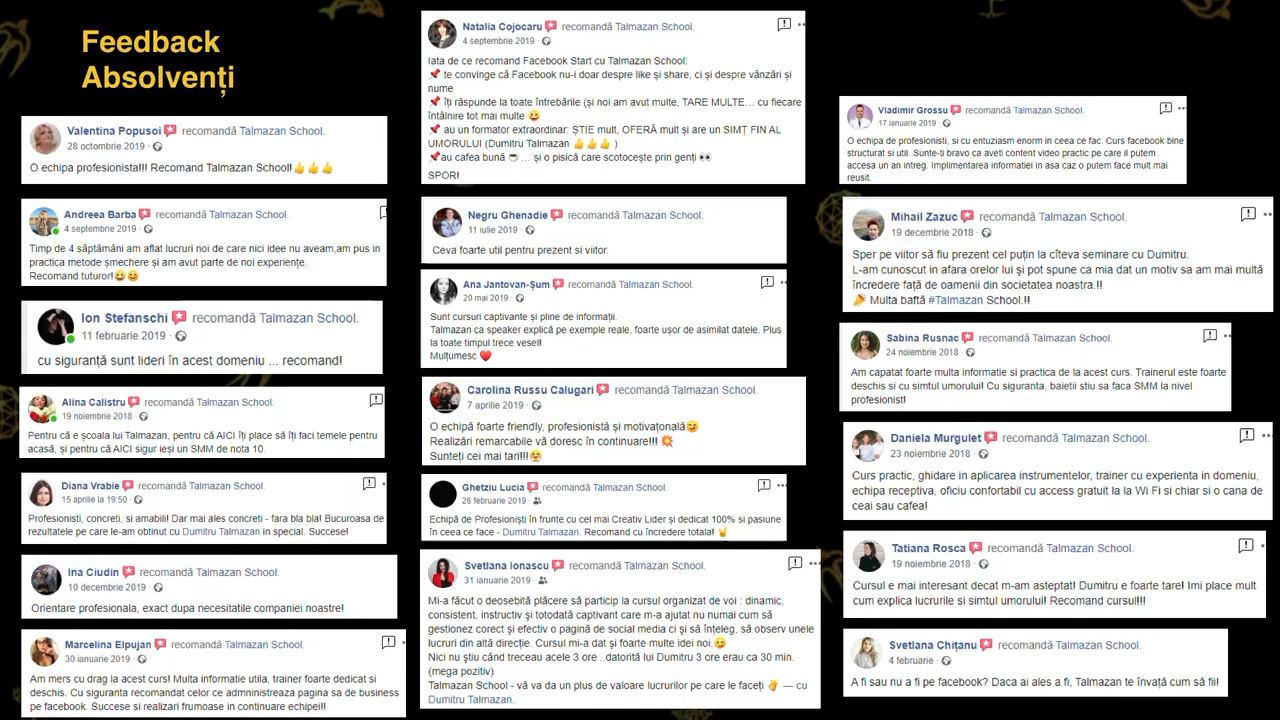 Feedback
Absolvenți
Valentina Popusoi recomandă Talmazan School.
28 octombrie 2019 ·
O echipa profesionista!!! Recomand Talmazan School!👍👍👍
Andreea Barba recomandă Talmazan School.
4 septembrie 2019 ·
Timp de 4 săptămâni am aflat lucruri noi de care nici idee nu aveam,am pus in
practica metode șmechere și am avut parte de noi experiențe.
Recomand tuturor!😀😊
Ion Stefanschi recomandă Talmazan School.
11 februarie 2019 ·
cu siguranță sunt lideri în acest domeniu ... recomand!
Alina Calistru recomandă Talmazan School.
19 noiembrie 2018 ·
Pentru că e școala lui Talmazan, pentru că AICI îți place să îți faci temele pentru
acasă, și pentru că AICI sigur ieși un SMM de nota 10.
Diana Vrabie recomandă Talmazan School.
15 aprilie la 19:50 ·
Profesionisti, concreti, si amabili! Dar mai ales concreti - fara bla bla! Bucuroasa de
rezultatele pe care le-am obtinut cu Dumitru Talmazan in special. Succese!
Ina Ciudin recomandă Talmazan School.
10 decembrie 2019 ·
Orientare profesionala, exact dupa necesitatile companiei noastre!
Marcelina Elpujan recomandă Talmazan School.
30 ianuarie 2019 ·
Am mers cu drag la acest curs! Multa informatie utila, trainer foarte dedicat si
deschis. Cu siguranta recomandat celor ce admninistreaza pagina sa de business
pe facebook. Succese si realizari frumoase in continuare echipei!!
Natalia Cojocaru recomandă Talmazan School.
4 septembrie 2019 ·
Iata de ce recomand Facebook Start cu Talmazan School:
📌 te convinge că Facebook nu-i doar despre like și share, ci și despre vânzări și
nume
📌 îți răspunde la toate întrebările (și noi am avut multe, TARE MULTE... cu fiecare
întâlnire tot mai multe 😀
📌 au un formator extraordinar: ȘTIE mult, OFERĂ mult și are un SIMȚ FIN AL
UMORULUI (Dumitru Talmazan 👍👍👍 )
📌au cafea bună ☕ ... și o pisică care scotocește prin genți 👀
SPOR!
Negru Ghenadie recomandă Talmazan School.
11 iulie 2019 ·
Ceva foarte util pentru prezent si viitor.
Ana Jantovan-Șum recomandă Talmazan School.
20 mai 2019 ·
Sunt cursuri captivante și pline de informații.
Talmazan ca speaker explică pe exemple reale, foarte ușor de asimilat datele. Plus
la toate timpul trece vesel!
Mulțumesc ❤️
Carolina Russu Calugari recomandă Talmazan School.
7 aprilie 2019 ·
O echipă foarte friendly, profesionistă și motivațonală😜
Realizări remarcabile vă doresc în continuare!!! 💥
Sunteți cei mai tari!!!😤
Ghetziu Lucia recomandă Talmazan School.
26 februarie 2019 ·
Echipă de Profesioniști în frunte cu cel mai Creativ Lider și dedicat 100% si pasiune
în ceea ce face - Dumitru Talmazan. Recomand cu încredere totala! 🤘
Svetlana Ionascu recomandă Talmazan School.
31 ianuarie 2019 ·
Mi-a făcut o deosebită plăcere să particip la cursul organizat de voi : dinamic,
consistent, instructiv şi totodată captivant care m-a ajutat nu numai cum să
gestionez corect şi efectiv o pagină de social media ci şi să înţeleg, să observ unele
lucruri din altă direcţie. Cursul mi-a dat şi foarte multe idei noi.😋
Nici nu ştiu când treceau acele 3 ore ..datorită lui Dumitru 3 ore erau ca 30 min.
(mega pozitiv)
Talmazan School - vă va da un plus de valoare lucrurilor pe care le faceţi 👌 — cu
Dumitru Talmazan.
Vladimir Grossu recomandă Talmazan School.
17 ianuarie 2019 ·
O echipa de profesionisti, si cu entuziasm enorm in ceea ce fac. Curs facebook bine
structurat si util. Sunte-ti bravo ca aveti content video practic pe care il putem
accesa un an intreg. Implimentarea informatiei in asa caz o putem face mult mai
reusit.
Mihail Zazuc recomandă Talmazan School.
19 decembrie 2018 ·
Sper pe viitor să fiu prezent cel puțin la cîteva seminare cu Dumitru.
L-am cunoscut in afara orelor lui și pot spune ca mia dat un motiv sa am mai multă
încredere față de oamenii din societatea noastra.!!
🎉 Multa baftă #Talmazan School.!!
Sabina Rusnac recomandă Talmazan School.
24 noiembrie 2018 ·
Am capatat foarte multa informatie si practica de la acest curs. Trainerul este foarte
deschis si cu simtul umorului! Cu siguranta, baietii stiu sa faca SMM la nivel
profesionist!
Daniela Murgulet recomandă Talmazan School.
23 noiembrie 2018 ·
Curs practic, ghidare in aplicarea instrumentelor, trainer cu experienta in domeniu,
echipa receptiva, oficiu confortabil cu access gratuit la la Wi Fi si chiar si o cana de
ceai sau cafea!
Tatiana Rosca recomandă Talmazan School.
19 noiembrie 2018 ·
Cursul e mai interesant decat m-am asteptat! Dumitru e foarte tare! Imi place mult
cum explica lucrurile si simtul umorului! Recomand cursul!!!
Svetlana Chițanu recomandă Talmazan School.
4 februarie ·
A fi sau nu a fi pe facebook? Daca ai ales a fi, Talmazan te învață cum să fii!